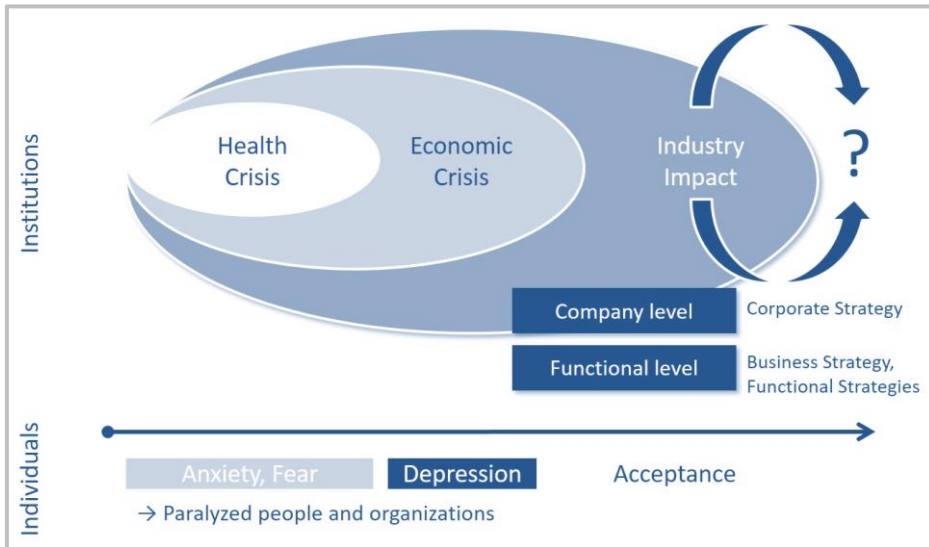 Institutions
Health
Crisis
Economic
Crisis
Industry
Impact
?
Company level
Corporate Strategy
Functional level
Business Strategy,
Functional Strategies
Individuals
Anxiety, Fear
Depression
Acceptance
→ Paralyzed people and organizations